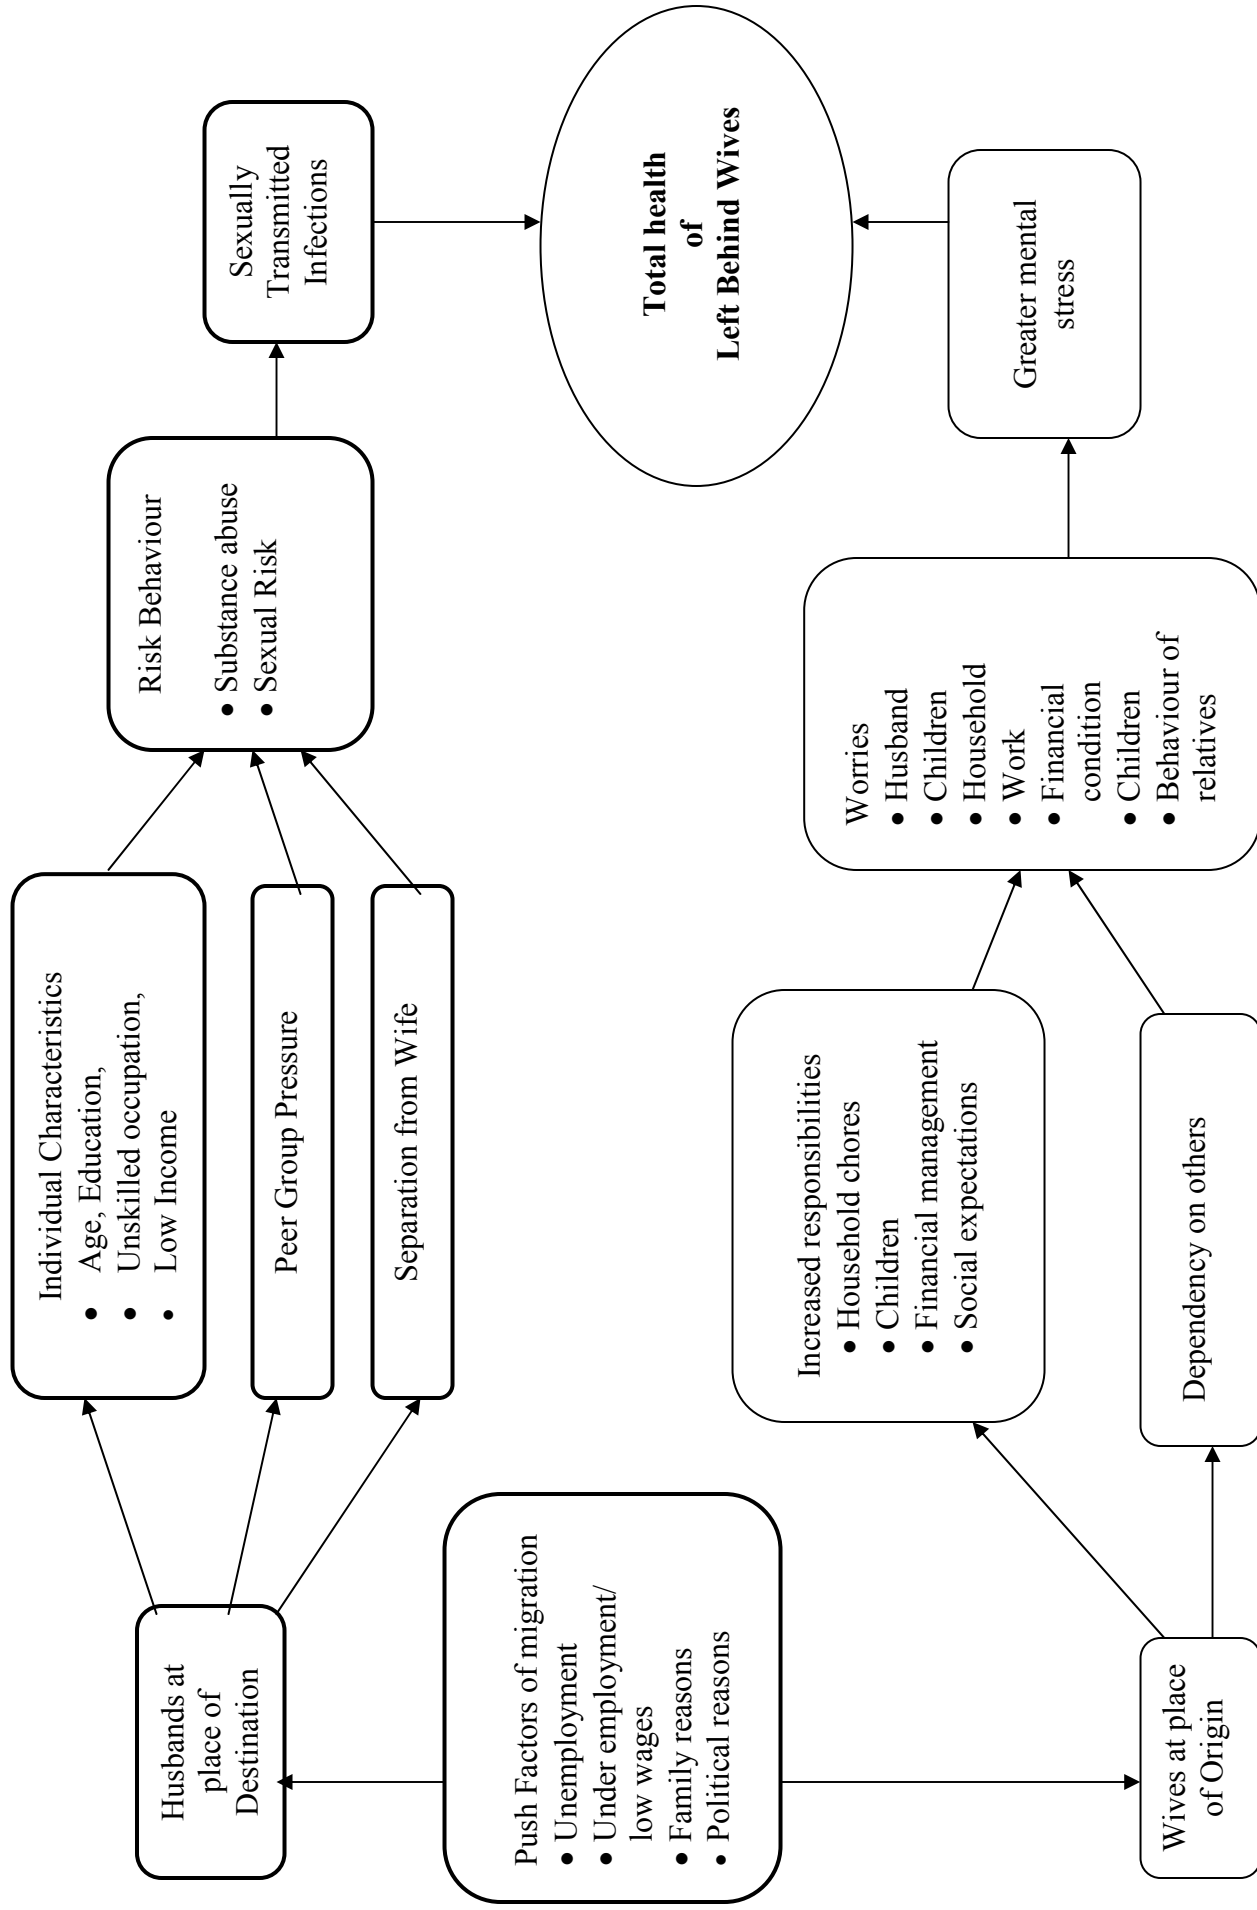 Husbands at
place of
Destination
Individual Characteristics
• Age, Education,
• Unskilled occupation,
• Low Income
Peer Group Pressure
Separation from Wife
Risk Behaviour
• Substance abuse
• Sexual Risk
Sexually
Transmitted
Infections
Push Factors of migration
• Unemployment
• Under employment/
low wages
• Family reasons
• Political reasons
Total health
of
Left Behind Wives
Wives at place
of Origin
Increased responsibilities
• Household chores
• Children
• Financial management
• Social expectations
Dependency on others
Worries
• Husband
• Children
• Household
• Work
• Financial
condition
• Children
• Behaviour of
relatives
Greater mental
stress